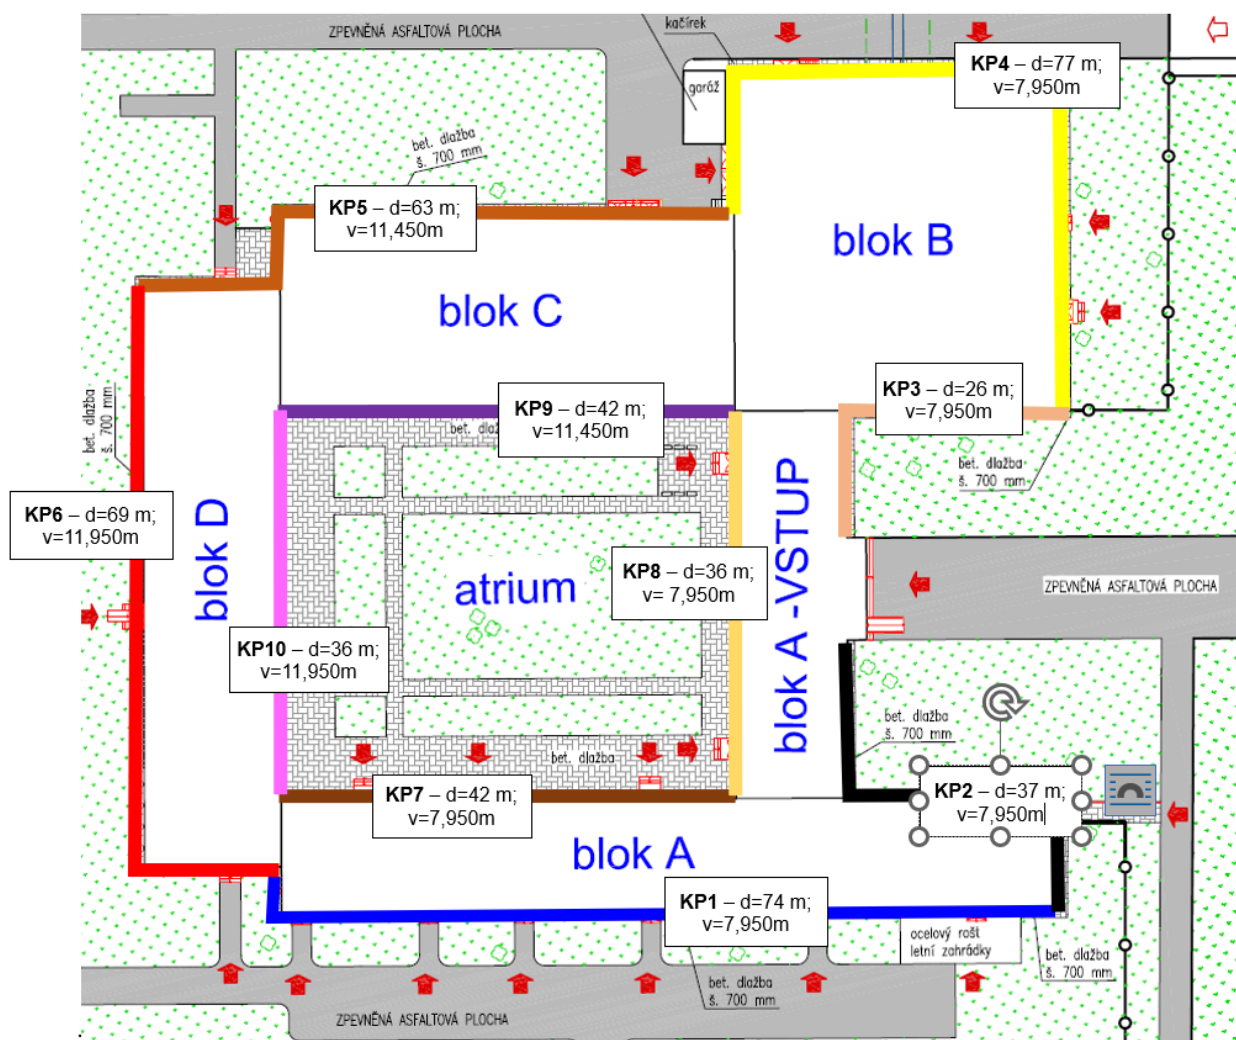 ZPEVNĚNÁ ASFALTOVÁ PLOCHA
kačírek
garáž
KP4 – d=77 m;
v=7,950m
bet. dlažba
š. 700 mm
KP5 – d=63 m;
v=11,450m
blok B
blok C
KP9 – d=42 m;
v=11,450m
KP3 – d=26 m;
v=7,950m
bet. dlažba
š. 700 mm
bet.
bet. dlažba
š. 700 mm
KP6 – d=69 m;
v=11,950m
blok D
atrium
KP8 – d=36 m;
v= 7,950m
blok A -VSTUP
ZPEVNĚNÁ ASFALTOVÁ PLOCHA
KP10 – d=36 m;
v=11,950m
bet. dlažba
š. 700 mm
bet. dlažba
KP7 – d=42 m;
v=7,950m
KP2 – d=37 m;
v=7,950m
blok A
KP1 – d=74 m;
v=7,950m
ocelový rošt
letní zahrádky
bet. dlažba
š. 700 mm
bet. dlažba
š. 700 mm
ZPEVNĚNÁ ASFALTOVÁ PLOCHA